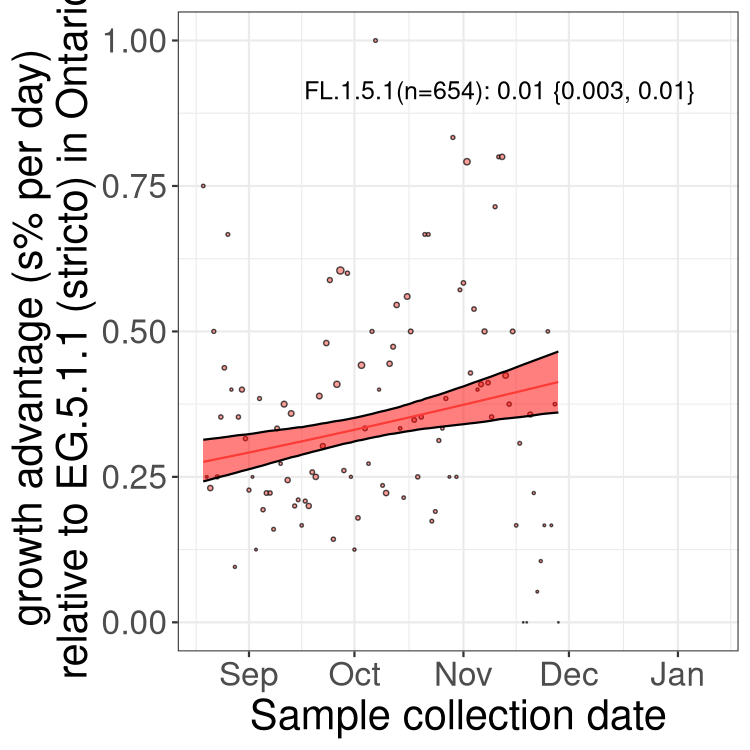 growth advantage (s% per day)
relative to EG.5.1.1 (stricto) in Ontario
1.00
0.75
0.50
0.25
0.00
FL.1.5.1(n=654): 0.01 {0.003, 0.01}
Sep Oct Nov Dec Jan
Sample collection date